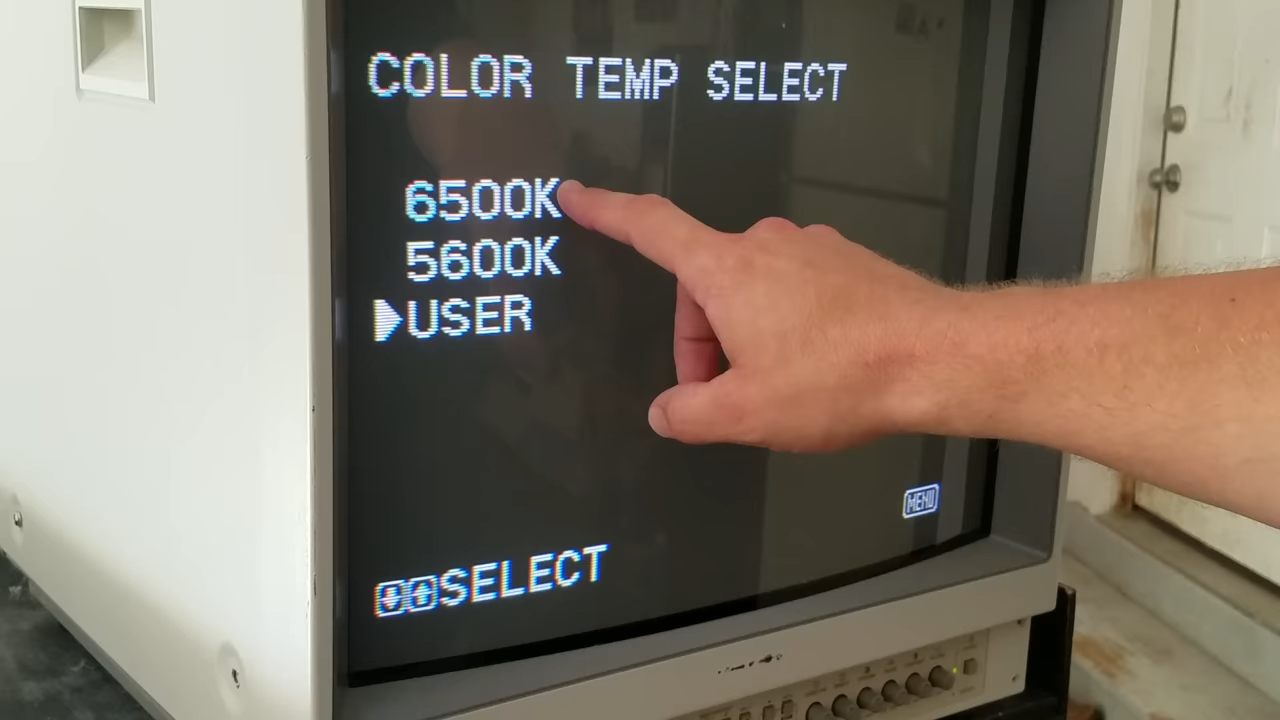 COLOR TEMP SELECT
6500K
5600K
USER
MENU
SELECT